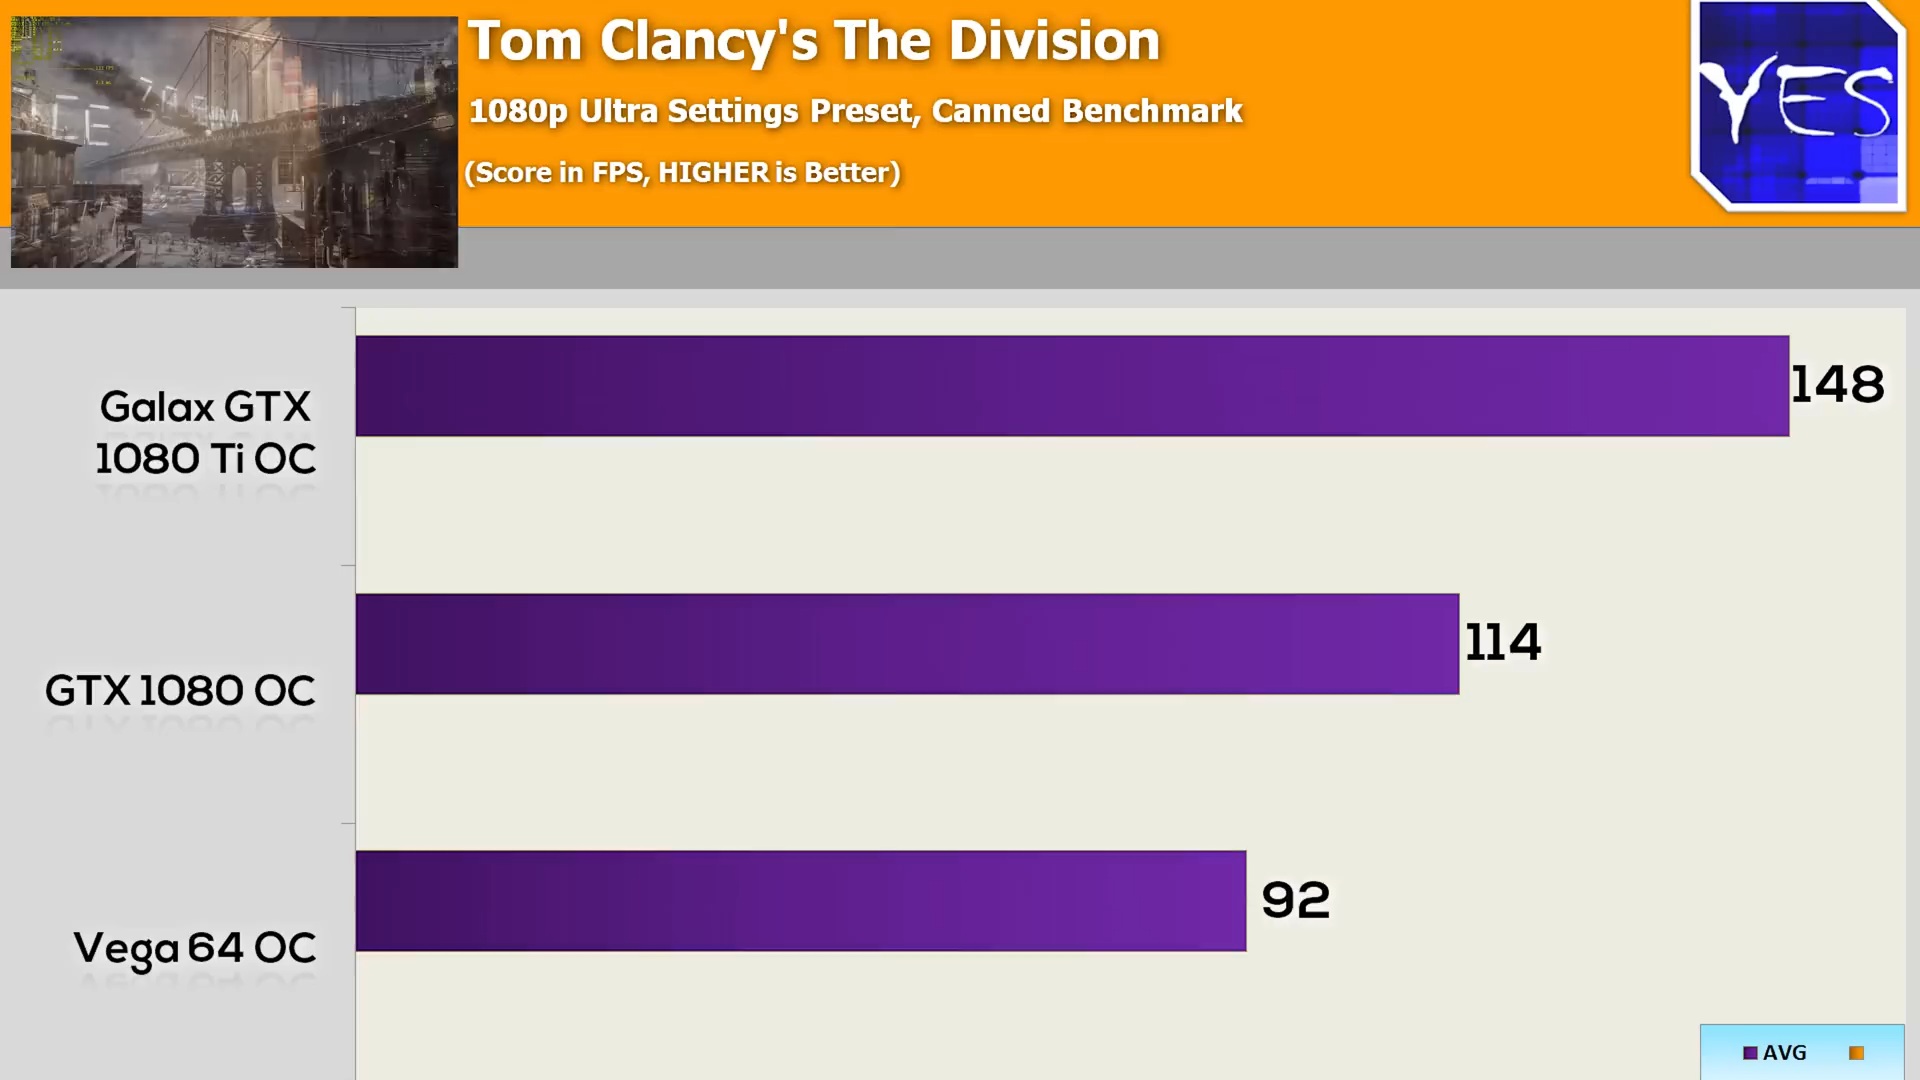 Tom Clancy's The Division
1080p Ultra Settings Preset, Canned Benchmark
(Score in FPS, HIGHER is Better)
YES
Galax GTX
1080 Ti OC
148
GTX 1080 OC
114
Vega 64 OC
92
AVG